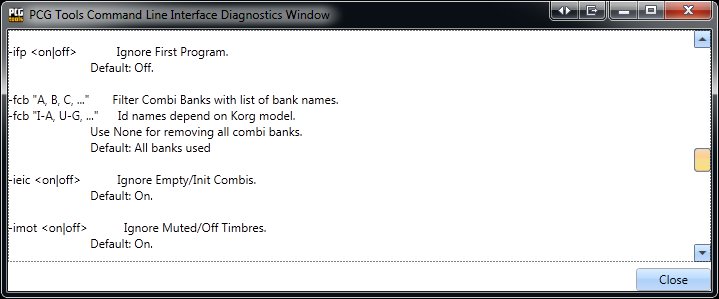 PCG Tools Command Line Interface Diagnostics Window
-ifp <on|off> Ignore First Program.
Default: Off.
-fcb "A, B, C, ..." Filter Combi Banks with list of bank names.
-fcb "I-A, U-G, ..." Id names depend on Korg model.
Use None for removing all combi banks.
Default: All banks used
-ieic <on|off> Ignore Empty/Init Combis.
Default: On.
-imot <on|off> Ignore Muted/Off Timbres.
Default: On.
Close